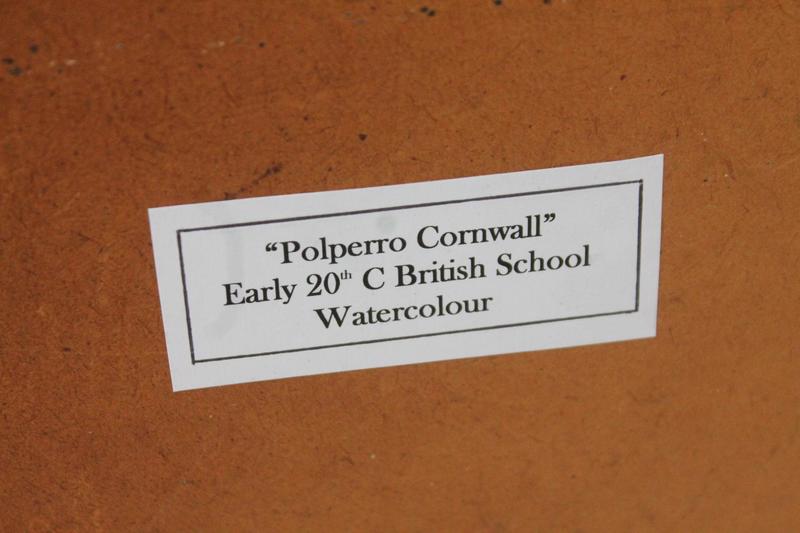 “Polperro Cornwall”
Early 20th C British School
Watercolour